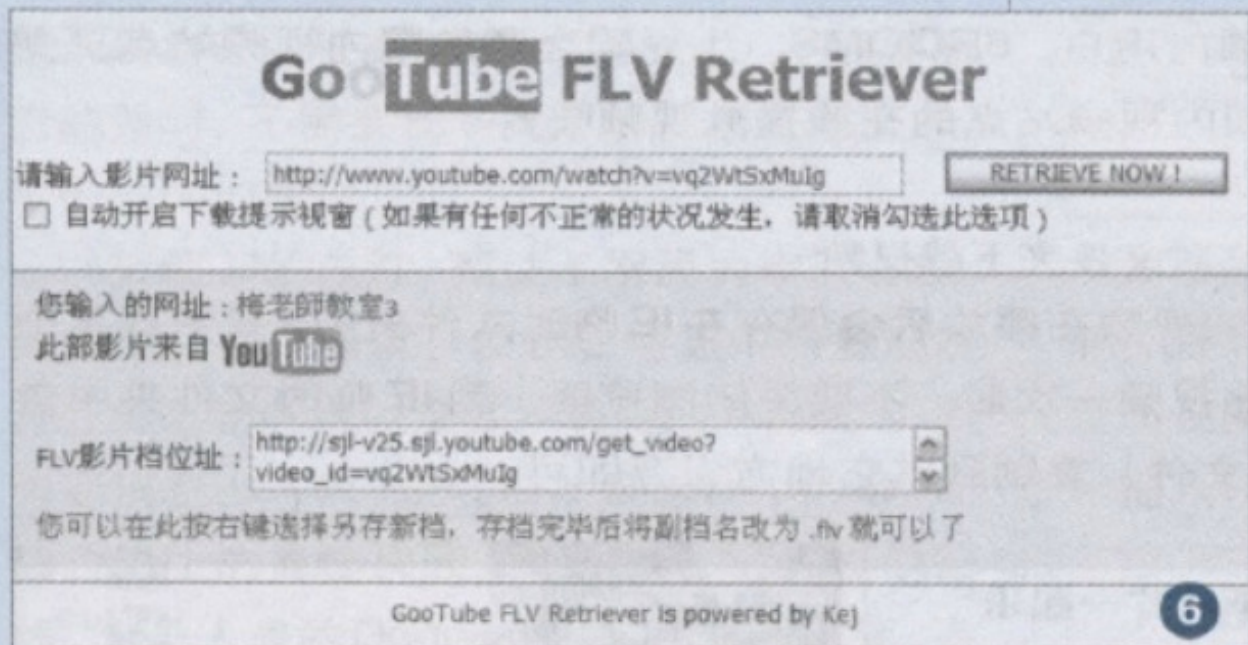 GooTube FLV Retriever
请输入影片网址： http://www.youtube.com/watch?v=vq2WtSxMuIg RETRIEVE NOW !
自动开启下载提示视窗 ( 如果有任何不正常的状况发生，请取消勾选此选项 )
您输入的网址 : 梅老師教室3
此部影片来自 YouTube
FLV影片档位址： http://sjl-v25.sjl.youtube.com/get_video?
video_id=vq2WtSxMuIg
您可以在此按右键选择另存新档，存档完毕后将副档名改为 .flv 就可以了
GooTube FLV Retriever is powered by Kej
6